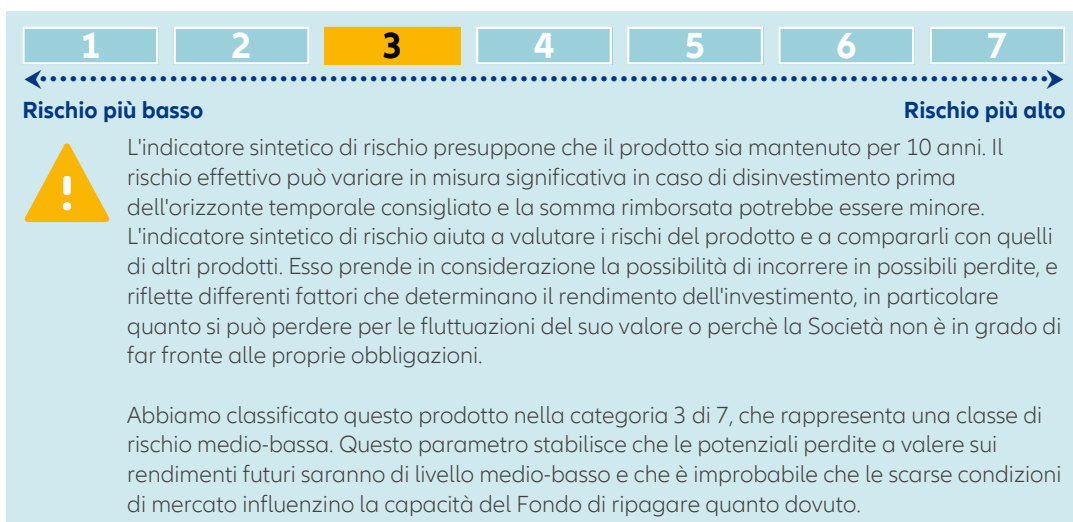 1 2 3 4 5 6 7
Rischio più basso Rischio più alto
L'indicatore sintetico di rischio presuppone che il prodotto sia mantenuto per 10 anni. Il
rischio effettivo può variare in misura significativa in caso di disinvestimento prima
dell'orizzonte temporale consigliato e la somma rimborsata potrebbe essere minore.
L'indicatore sintetico di rischio aiuta a valutare i rischi del prodotto e a compararli con quelli
di altri prodotti. Esso prende in considerazione la possibilità di incorrere in possibili perdite, e
riflette differenti fattori che determinano il rendimento dell'investimento, in particolare
quanto si può perdere per le fluttuazioni del suo valore o perchè la Società non è in grado di
far fronte alle proprie obbligazioni.
Abbiamo classificato questo prodotto nella categoria 3 di 7, che rappresenta una classe di
rischio medio-bassa. Questo parametro stabilisce che le potenziali perdite a valere sui
rendimenti futuri saranno di livello medio-basso e che è improbabile che le scarse condizioni
di mercato influenzino la capacità del Fondo di ripagare quanto dovuto.